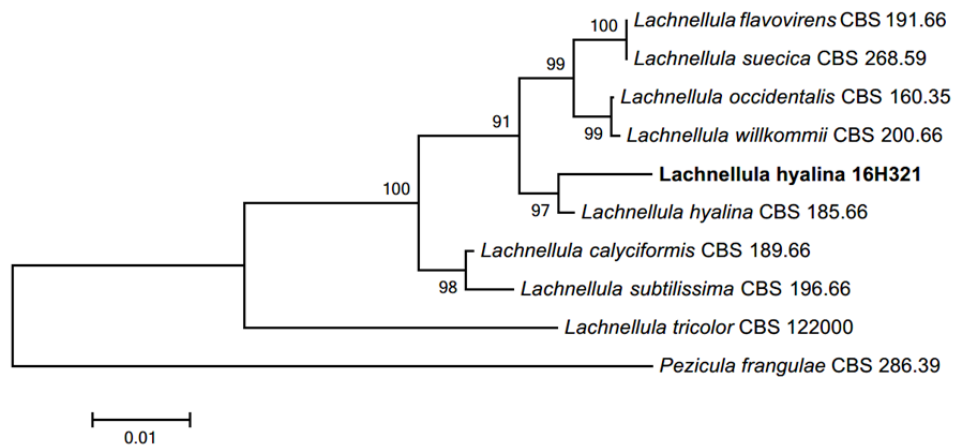 100
Lachnellula flavovirens CBS 191.66
Lachnellula suecica CBS 268.59
99
Lachnellula occidentalis CBS 160.35
99
Lachnellula willkommii CBS 200.66
91
Lachnellula hyalina 16H321
97
Lachnellula hyalina CBS 185.66
100
Lachnellula calyciformis CBS 189.66
98
Lachnellula subtilissima CBS 196.66
Lachnellula tricolor CBS 122000
Pezicula frangulae CBS 286.39
0.01